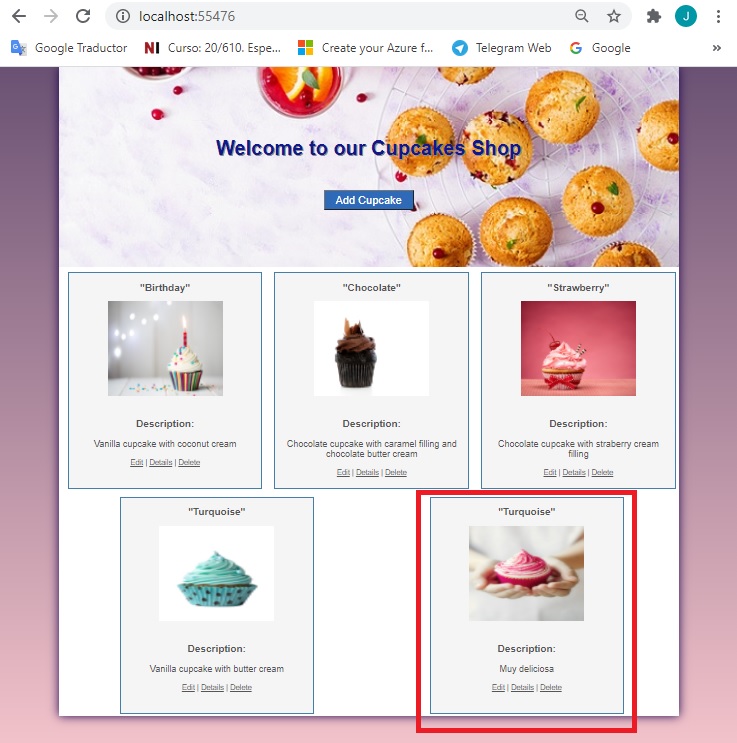 localhost:55476
J
Google Traductor
NI Curso: 20/610. Espe...
Create your Azure f...
Telegram Web
G Google
»
Welcome to our Cupcakes Shop
Add Cupcake
"Birthday"
Description:
Vanilla cupcake with coconut cream
Edit | Details | Delete
"Chocolate"
Description:
Chocolate cupcake with caramel filling and
chocolate butter cream
Edit | Details | Delete
"Strawberry"
Description:
Chocolate cupcake with straberry cream
filling
Edit | Details | Delete
"Turquoise"
Description:
Vanilla cupcake with butter cream
Edit | Details | Delete
"Turquoise"
Description:
Muy deliciosa
Edit | Details | Delete